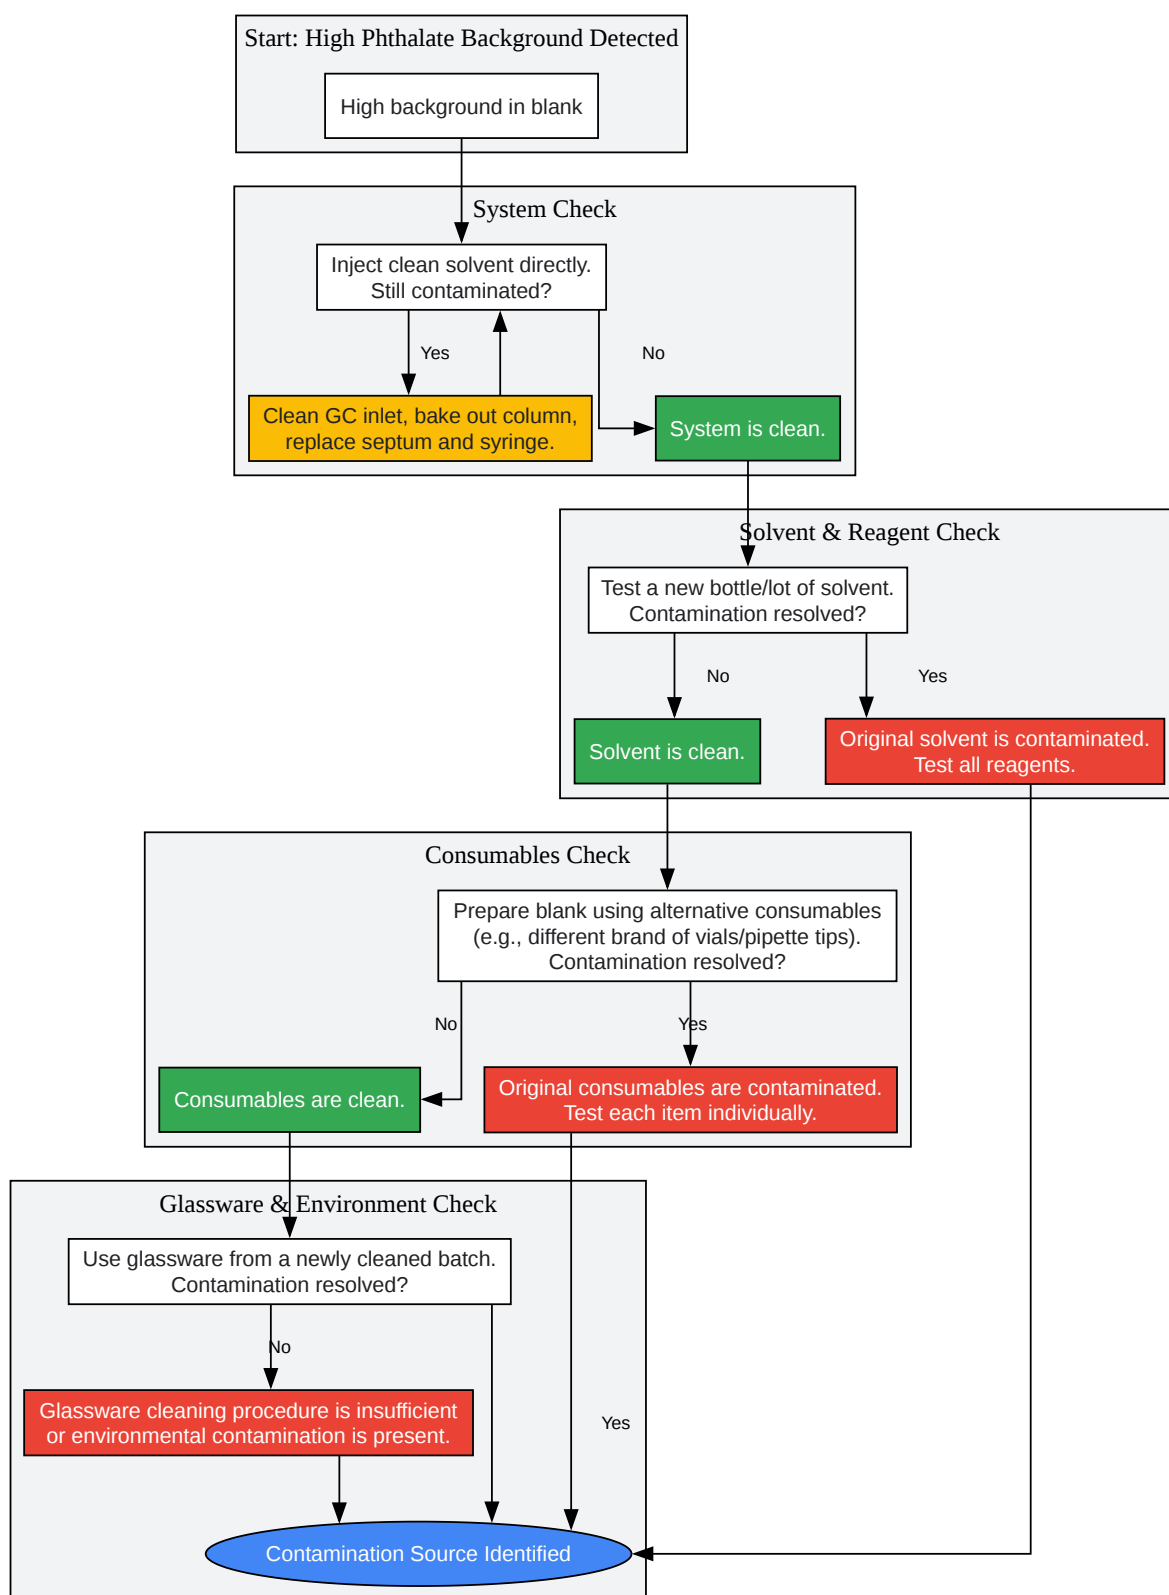 Start: High Phthalate Background Detected
High background in blank
System Check
Inject clean solvent directly.
Still contaminated?
Yes
No
Clean GC inlet, bake out column,
replace septum and syringe.
System is clean.
Solvent & Reagent Check
Test a new bottle/lot of solvent.
Contamination resolved?
No
Yes
Solvent is clean.
Original solvent is contaminated.
Test all reagents.
Consumables Check
Prepare blank using alternative consumables
(e.g., different brand of vials/pipette tips).
Contamination resolved?
No
Yes
Consumables are clean.
Original consumables are contaminated.
Test each item individually.
Glassware & Environment Check
Use glassware from a newly cleaned batch.
Contamination resolved?
No
Yes
Glassware cleaning procedure is insufficient
or environmental contamination is present.
Contamination Source Identified